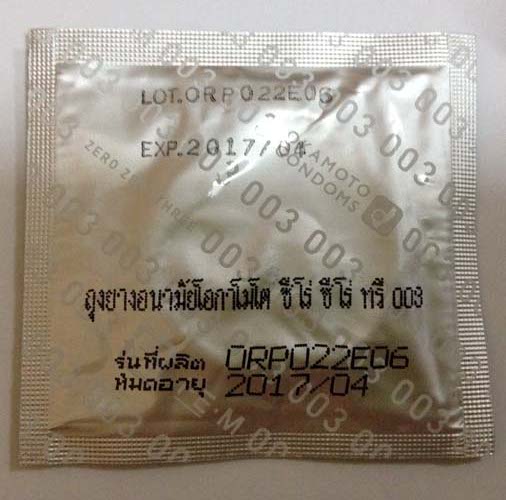 LOT.ORP022E06
EXP.2017/04
OKAMOTO
CONDOMS
ZERO ZERO THREE
003 003 003
ถุงยางอนามัยโอกาโมโต ซีโร่ ซีโร่ ทรี 003
รุ่นที่ผลิต ORP022E06
หมดอายุ 2017/04